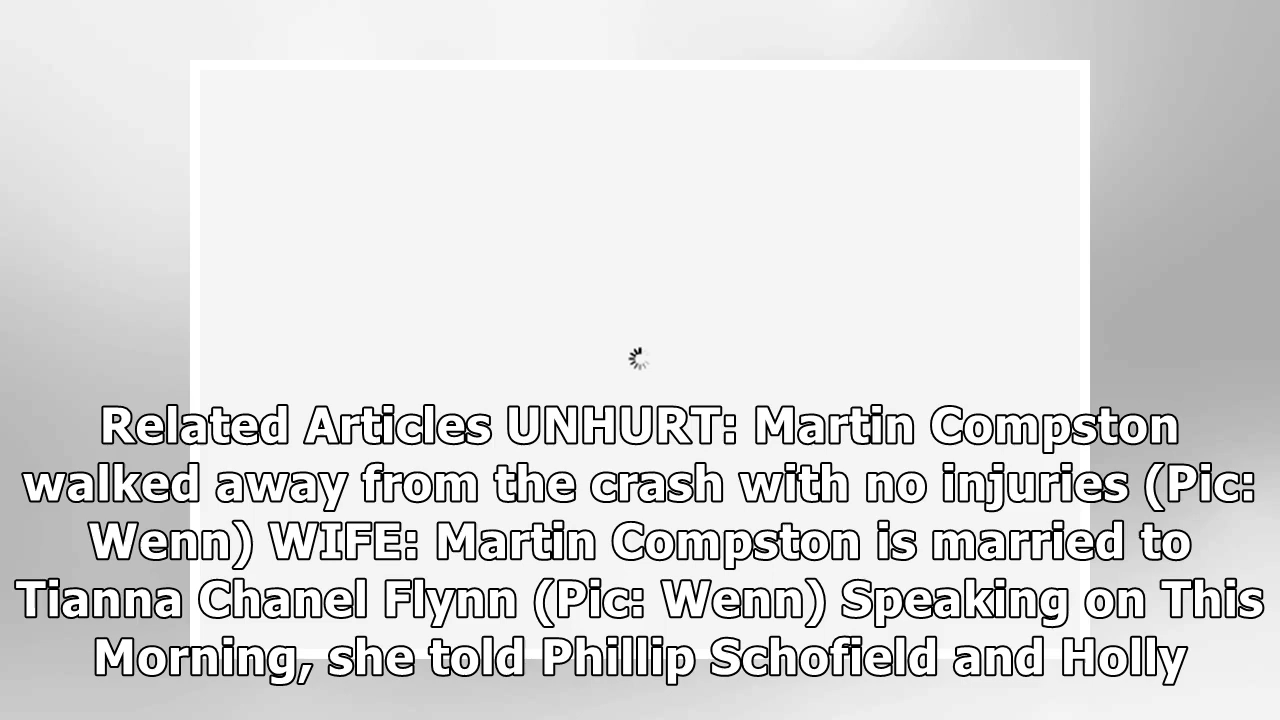 Related Articles UNHURT: Martin Compston
walked away from the crash with no injuries (Pic:
Wenn) WIFE: Martin Compston is married to
Tianna Chanel Flynn (Pic: Wenn) Speaking on This
Morning, she told Phillip Schofield and Holly